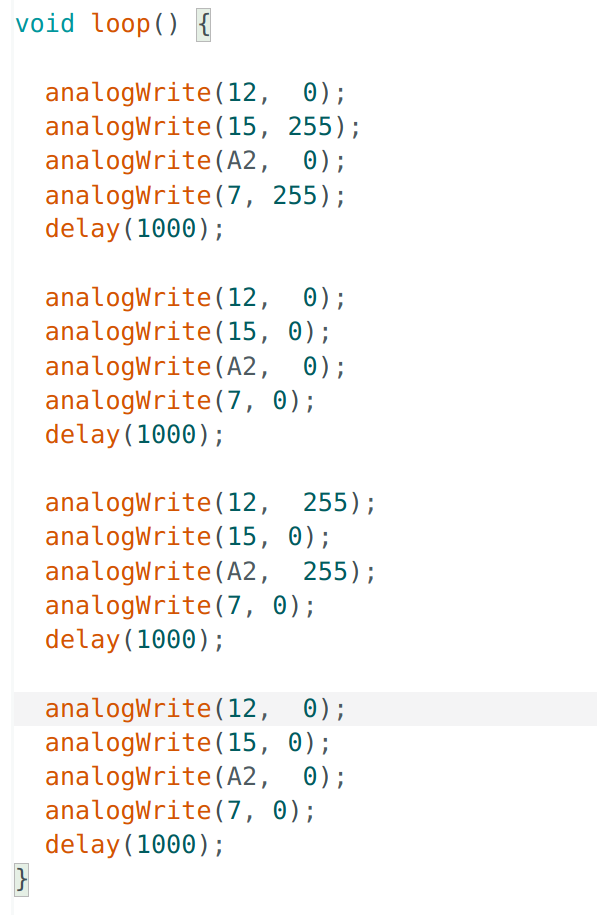 void loop() {
  analogWrite(12,  0);
  analogWrite(15, 255);
  analogWrite(A2,  0);
  analogWrite(7, 255);
  delay(1000);
  analogWrite(12,  0);
  analogWrite(15, 0);
  analogWrite(A2,  0);
  analogWrite(7, 0);
  delay(1000);
  analogWrite(12,  255);
  analogWrite(15, 0);
  analogWrite(A2,  255);
  analogWrite(7, 0);
  delay(1000);
  analogWrite(12,  0);
  analogWrite(15, 0);
  analogWrite(A2,  0);
  analogWrite(7, 0);
  delay(1000);
}